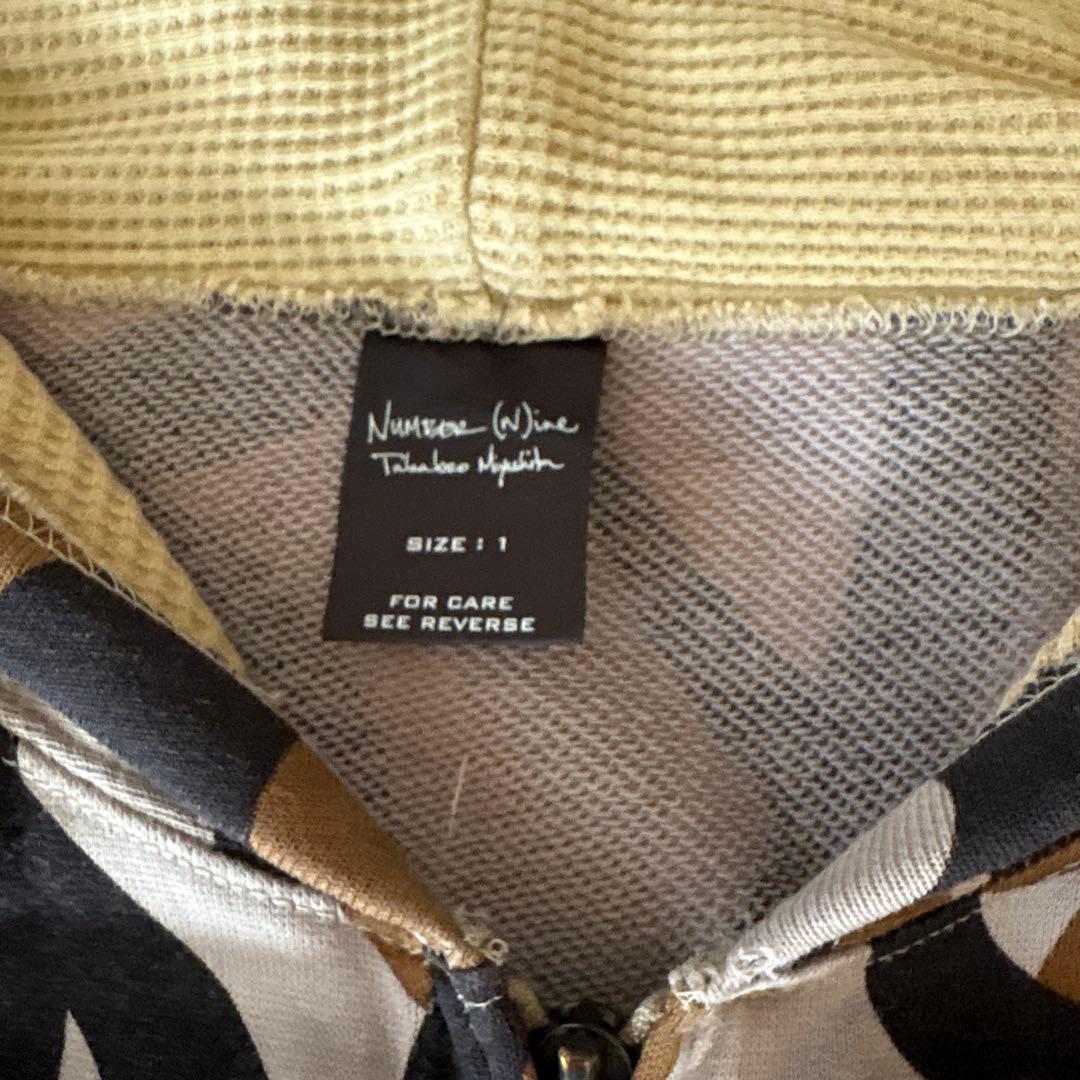 NUMBER (N)ine
Takahiro Miyashita
SIZE : 1
FOR CARE
SEE REVERSE